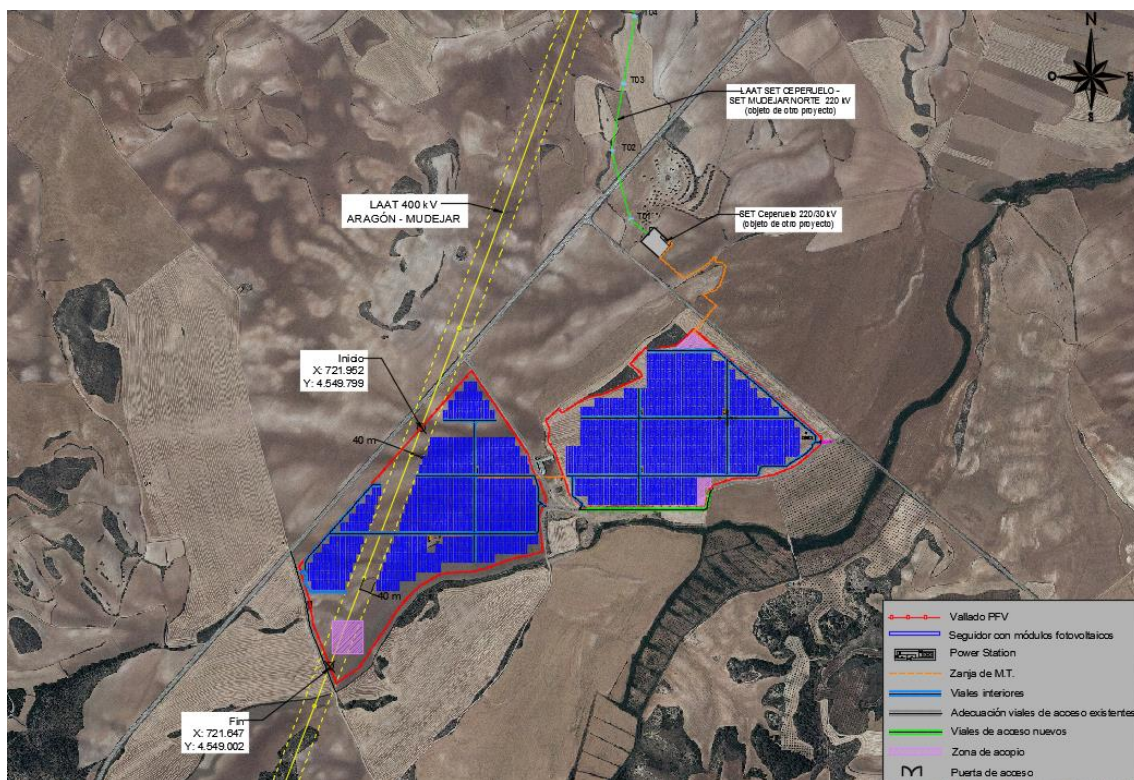 T04
N
O
E
S
T03
LAAT SET CEPERUELO -
SET MUDEJAR NORTE 220 kV
(objeto de otro proyecto)
T02
LAAT 400 kV
ARAGÓN - MUDEJAR
T01
SET Ceperuelo 220/30 kV
(objeto de otro proyecto)
Inicio
X: 721.952
Y: 4.549.799
40 m
40 m
Fin
X: 721.647
Y: 4.549.002
Vallado PFV
Seguidor con módulos fotovoltaicos
Power Station
Zanja de M.T.
Viales interiores
Adecuación viales de acceso existentes
Viales de acceso nuevos
Zona de acopio
Puerta de acceso